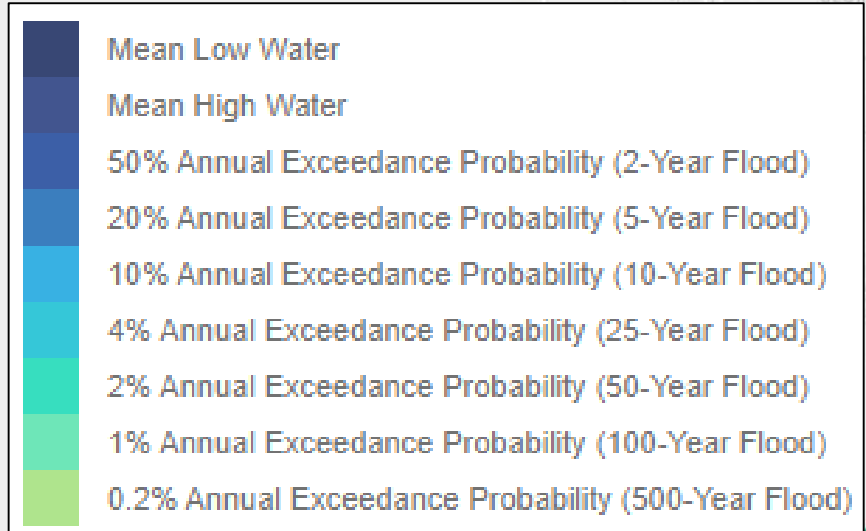 Mean Low Water
Mean High Water
50% Annual Exceedance Probability (2-Year Flood)
20% Annual Exceedance Probability (5-Year Flood)
10% Annual Exceedance Probability (10-Year Flood)
4% Annual Exceedance Probability (25-Year Flood)
2% Annual Exceedance Probability (50-Year Flood)
1% Annual Exceedance Probability (100-Year Flood)
0.2% Annual Exceedance Probability (500-Year Flood)